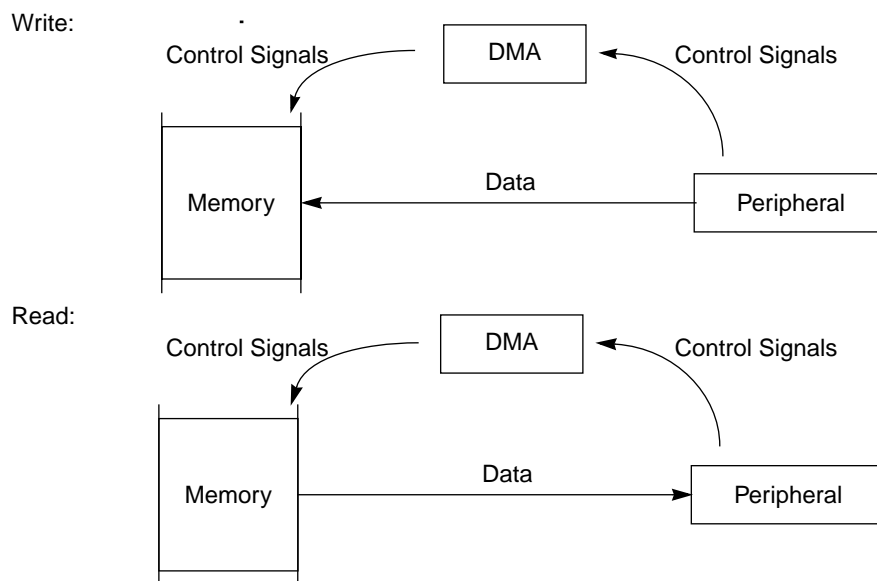 Write:
Control Signals
DMA
Control Signals
Data
Memory
Peripheral
Read:
Control Signals
DMA
Control Signals
Data
Memory
Peripheral